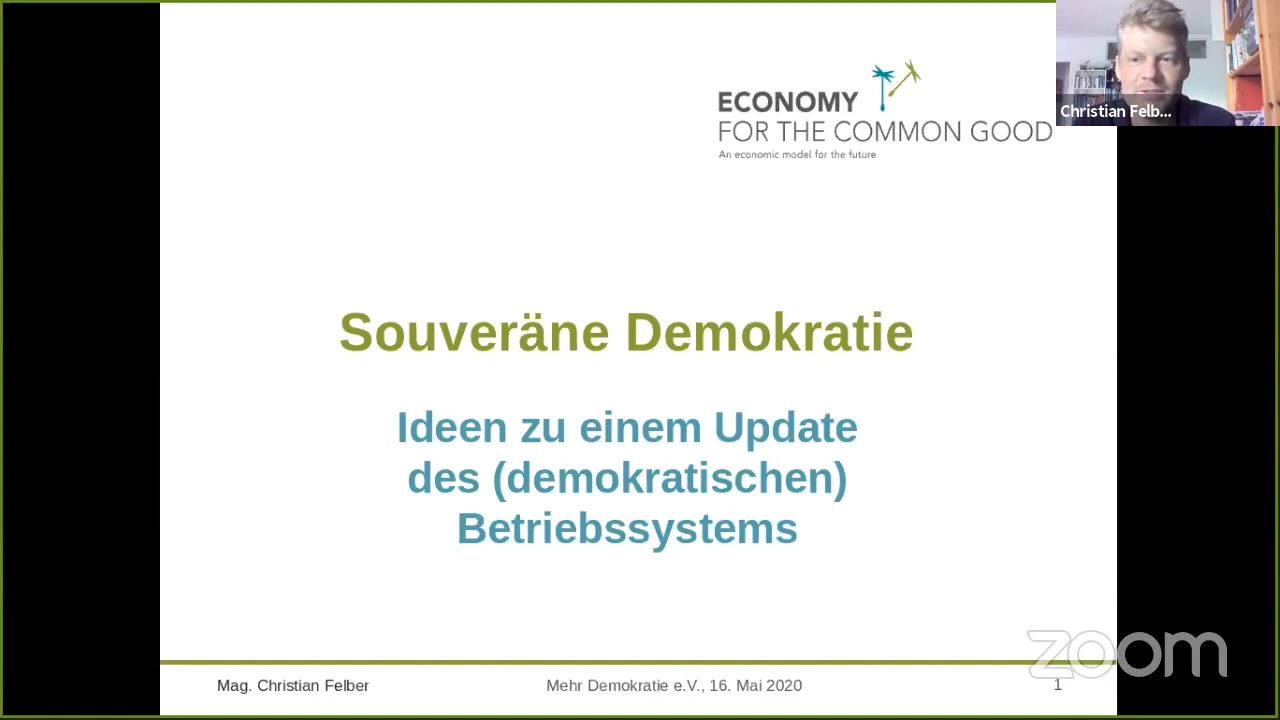 ECONOMY
FOR THE COMMON GOOD
An economic model for the future
Christian Felb...
Souveräne Demokratie
Ideen zu einem Update
des (demokratischen)
Betriebssystems
zoom
Mag. Christian Felber
Mehr Demokratie e.V., 16. Mai 2020
1